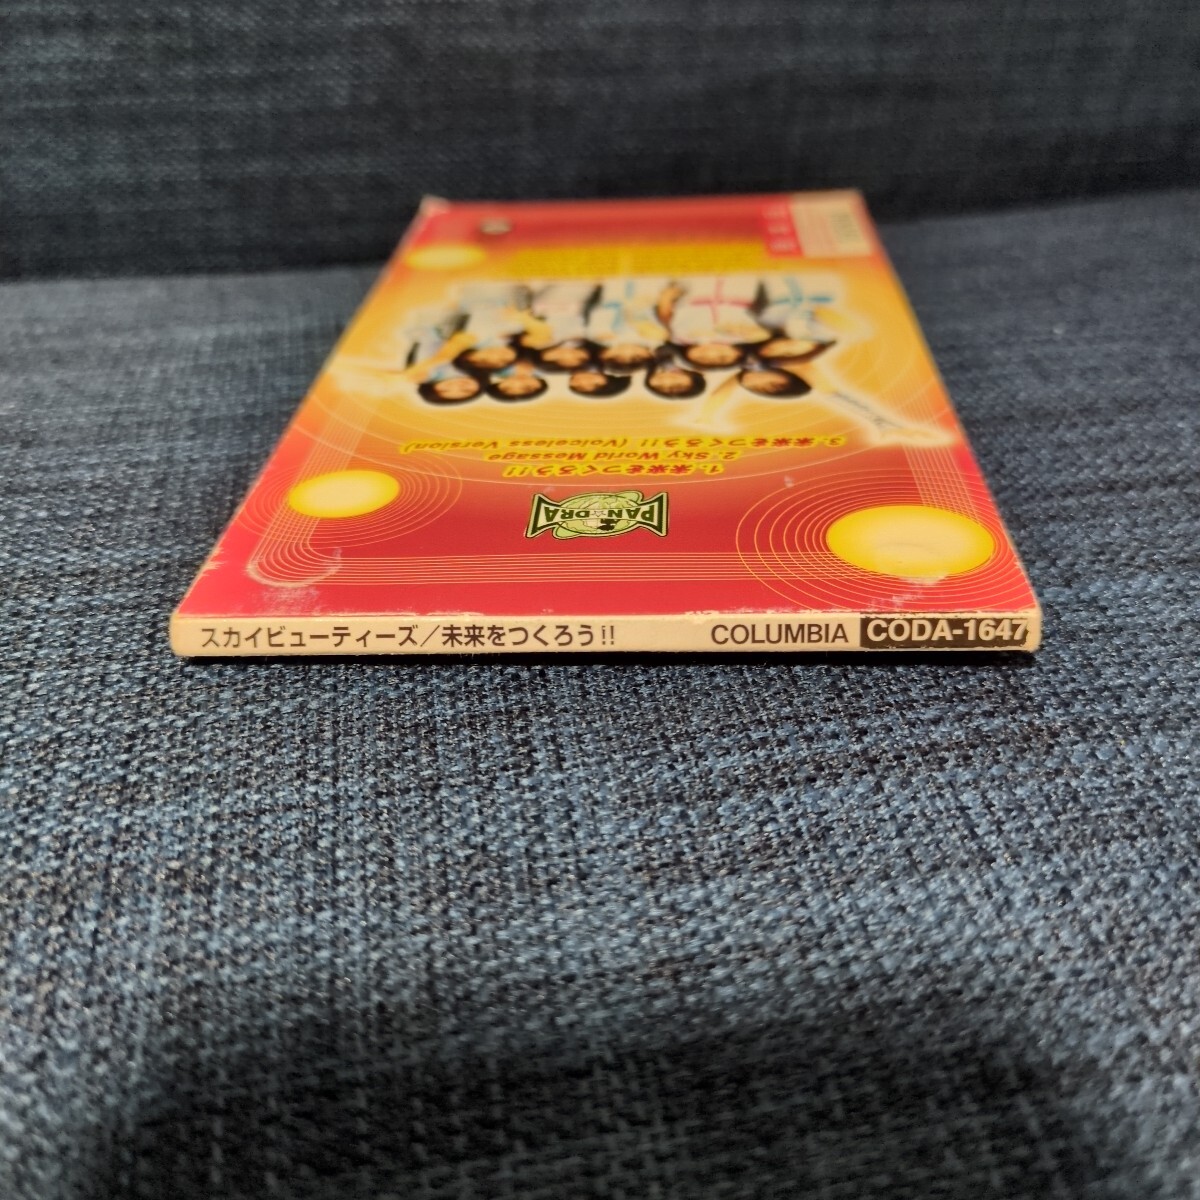 3. 未来をつくろう!! (Voiceless Version)
2. Sky World Message
1. 未来をつくろう!!
PAN DRA
スカイビューティーズ/未来をつくろう!! COLUMBIA CODA-1647